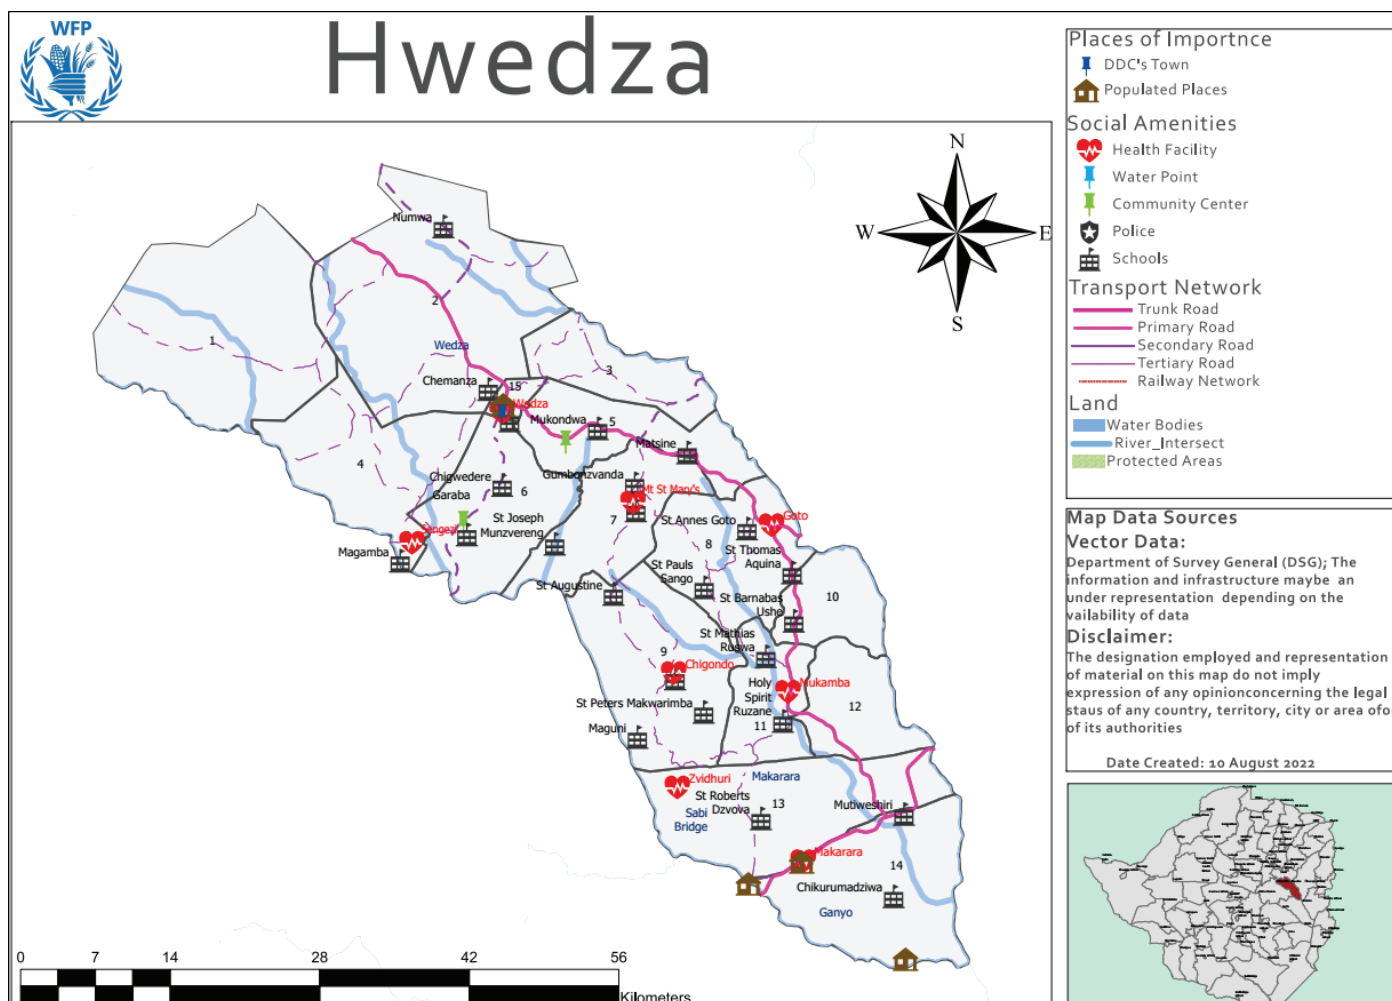 WFP
Hwedza
Places of Importnce
DDC's Town
Populated Places
Social Amenities
Health Facility
Water Point
Community Center
Police
Schools
Transport Network
Trunk Road
Primary Road
Secondary Road
Tertiary Road
Railway Network
Land
Water Bodies
River_Intersect
Protected Areas
Map Data Sources
Vector Data:
Department of Survey General (DSG); The
information and infrastructure maybe an
under representation depending on the
vailability of data
Disclaimer:
The designation employed and representation
of material on this map do not imply
expression of any opinionconcerning the legal
staus of any country, territory, city or area ofor
of its authorities
Date Created: 10 August 2022
N
W
E
S
Numwa
2
1
Wedza
3
Chemanza
15
Wedza
Mukondwa
5
Matsine
4
Chigwedere
Garaba
6
Gumbonzvanda
Mt St Mary's
7
St Joseph
Munzvereng
St Annes Goto
Goto
8
St Thomas
Aquina
Magamba
St Augustine
St Pauls
Sango
St Barnabas
Ushe
10
St Mathias
Ruswa
9
Chigondo
Holy
Spirit
Ruzane
Mukamba
12
St Peters Makwarimba
Maguni
11
Zvidhuri
Makarara
St Roberts
Dzvova
13
Mutiweshiri
Sabi
Bridge
Makarara
14
Chikurumadziwa
Ganyo
0
7
14
28
42
56
Kilometers